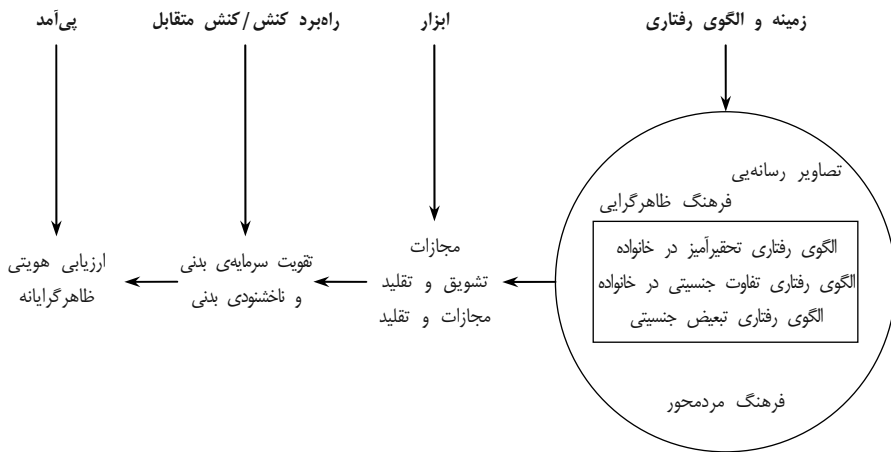 زمینه و الگوی رفتاری
ابزار
راه‌برد کنش/کنش متقابل
پی‌آمد
تصاویر رسانه‌یی
فرهنگ ظاهرگرایی
الگوی رفتاری تحقیرآمیز در خانواده
الگوی رفتاری تفاوت جنسیتی در خانواده
الگوی رفتاری تبعیض جنسیتی
فرهنگ مردمحور
مجازات
تشویق و تقلید
مجازات و تقلید
تقویت سرمایه‌ی بدنی
و ناخشنودی بدنی
ارزیابی هویتی
ظاهرگرایانه